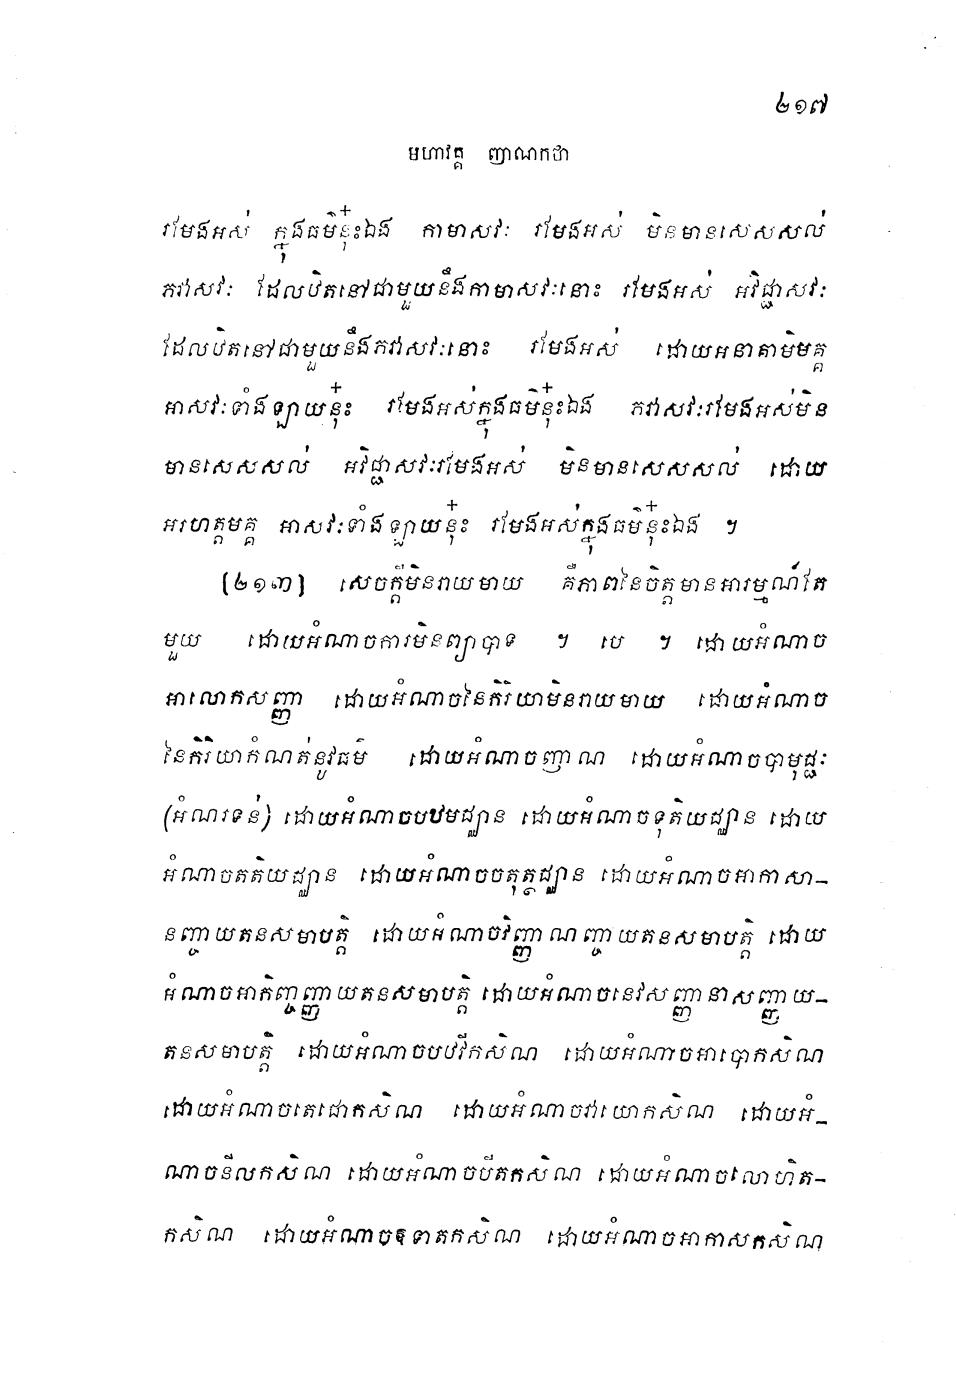 ២១៧
មហាវគ្គ ញាណកថា
រមែងអស់ ក្នុងធម៌នុ៎ះឯង កាមាសវៈ រមែងអស់ មិនមានសេសសល់
ភវាសវៈ ដែលឋិតនៅជាមួយនឹងកាមាសវៈនោះ រមែងអស់ អវិជ្ជាសវៈ
ដែលឋិតនៅជាមួយនឹងភវាសវៈនោះ រមែងអស់ ដោយអនាគាមិមគ្គ
អាសវៈទាំងឡាយនុ៎ះ រមែងអស់ក្នុងធម៌នុ៎ះឯង ភវាសវៈរមែងអស់មិន
មានសេសសល់ អវិជ្ជាសវៈរមែងអស់ មិនមានសេសសល់ ដោយ
អរហត្តមគ្គ អាសវៈទាំងឡាយនុ៎ះ រមែងអស់ក្នុងធម៌នុ៎ះឯង ។
[២១៣] សេចក្តីមិនរាយមាយ គឺភាពនៃចិត្តមានអារម្មណ៍តែ
មួយ ដោយអំណាចការមិនព្យាបាទ ។ បេ ។ ដោយអំណាច
អាលោកសញ្ញា ដោយអំណាចនៃកិរិយាមិនរាយមាយ ដោយអំណាច
នៃកិរិយាកំណត់នូវធម៌ ដោយអំណាចញាណ ដោយអំណាចបាមុជ្ជៈ
(អំណរទន់) ដោយអំណាចបឋមជ្ឈាន ដោយអំណាចទុតិយជ្ឈាន ដោយ
អំណាចតតិយជ្ឈាន ដោយអំណាចចតុត្ថជ្ឈាន ដោយអំណាចអាកាសា-
នញ្ចាយតនសមាបត្តិ ដោយអំណាចវិញ្ញាណញ្ចាយតនសមាបត្តិ ដោយ
អំណាចអាកិញ្ចញ្ញាយតនសមាបត្តិ ដោយអំណាចនេវសញ្ញានាសញ្ញាយ-
តនសមាបត្តិ ដោយអំណាចបឋវីកសិណ ដោយអំណាចអាបោកសិណ
ដោយអំណាចតេជោកសិណ ដោយអំណាចវាយោកសិណ ដោយអំ-
ណាចនីលកសិណ ដោយអំណាចបីតកសិណ ដោយអំណាចលោហិត-
កសិណ ដោយអំណាចឱទាតកសិណ ដោយអំណាចអាកាសកសិណ